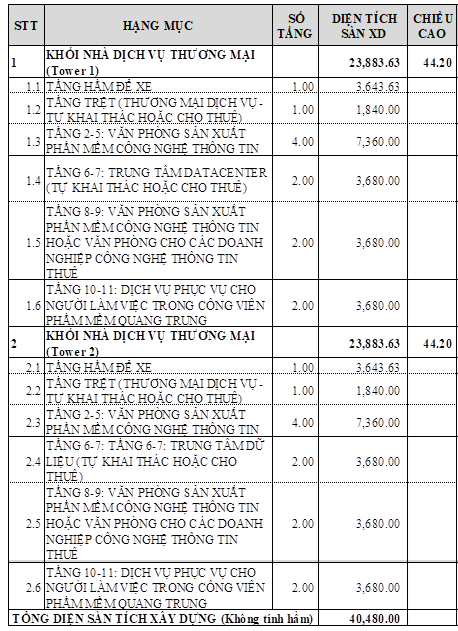 STT HẠNG MỤC SỐ TẦNG DIỆN TÍCH SÀN XD CHIỀU CAO
1 KHỐI NHÀ DỊCH VỤ THƯƠNG MẠI (Tower 1) 23,883.63 44.20
1.1 TẦNG HẦM ĐỂ XE 1.00 3,643.63
1.2 TẦNG TRỆT (THƯƠNG MẠI DỊCH VỤ - TỰ KHAI THÁC HOẶC CHO THUÊ) 1.00 1,840.00
1.3 TẦNG 2-5: VĂN PHÒNG SẢN XUẤT PHẦN MỀM CÔNG NGHỆ THÔNG TIN 4.00 7,360.00
1.4 TẦNG 6-7: TRUNG TÂM DATACENTER (TỰ KHAI THÁC HOẶC CHO THUÊ) 2.00 3,680.00
1.5 TẦNG 8-9: VĂN PHÒNG SẢN XUẤT PHẦN MỀM CÔNG NGHỆ THÔNG TIN HOẶC VĂN PHÒNG CHO CÁC DOANH NGHIỆP CÔNG NGHỆ THÔNG TIN THUÊ 2.00 3,680.00
1.6 TẦNG 10-11: DỊCH VỤ PHỤC VỤ CHO NGƯỜI LÀM VIỆC TRONG CÔNG VIÊN PHẦM MỀM QUANG TRUNG 2.00 3,680.00
2 KHỐI NHÀ DỊCH VỤ THƯƠNG MẠI (Tower 2) 23,883.63 44.20
2.1 TẦNG HẦM ĐỂ XE 1.00 3,643.63
2.2 TẦNG TRỆT (THƯƠNG MẠI DỊCH VỤ - TỰ KHAI THÁC HOẶC CHO THUÊ) 1.00 1,840.00
2.3 TẦNG 2-5: VĂN PHÒNG SẢN XUẤT PHẦN MỀM CÔNG NGHỆ THÔNG TIN 4.00 7,360.00
2.4 TẦNG 6-7: TẦNG 6-7: TRUNG TÂM DỮ LIỆU (TỰ KHAI THÁC HOẶC CHO THUÊ) 2.00 3,680.00
2.5 TẦNG 8-9: VĂN PHÒNG SẢN XUẤT PHẦN MỀM CÔNG NGHỆ THÔNG TIN HOẶC VĂN PHÒNG CHO CÁC DOANH NGHIỆP CÔNG NGHỆ THÔNG TIN THUÊ 2.00 3,680.00
2.6 TẦNG 10-11: DỊCH VỤ PHỤC VỤ CHO NGƯỜI LÀM VIỆC TRONG CÔNG VIÊN PHẦM MỀM QUANG TRUNG 2.00 3,680.00
TỔNG DIỆN SÀN TÍCH XÂY DỰNG (Không tính hầm) 40,480.00